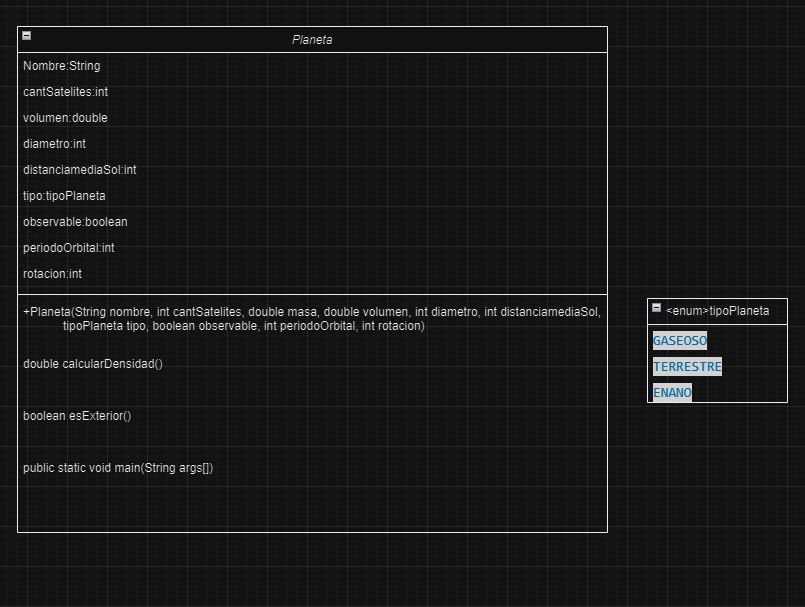 Planeta
Nombre:String
cantSatelites:int
volumen:double
diametro:int
distanciamediaSol:int
tipo:tipoPlaneta
observable:boolean
periodoOrbital:int
rotacion:int
+Planeta(String nombre, int cantSatelites, double masa, double volumen, int diametro, int distanciamediaSol,
tipoPlaneta tipo, boolean observable, int periodoOrbital, int rotacion)
double calcularDensidad()
boolean esExterior()
public static void main(String args[])
<enum>tipoPlaneta
GASEOSO
TERRESTRE
ENANO